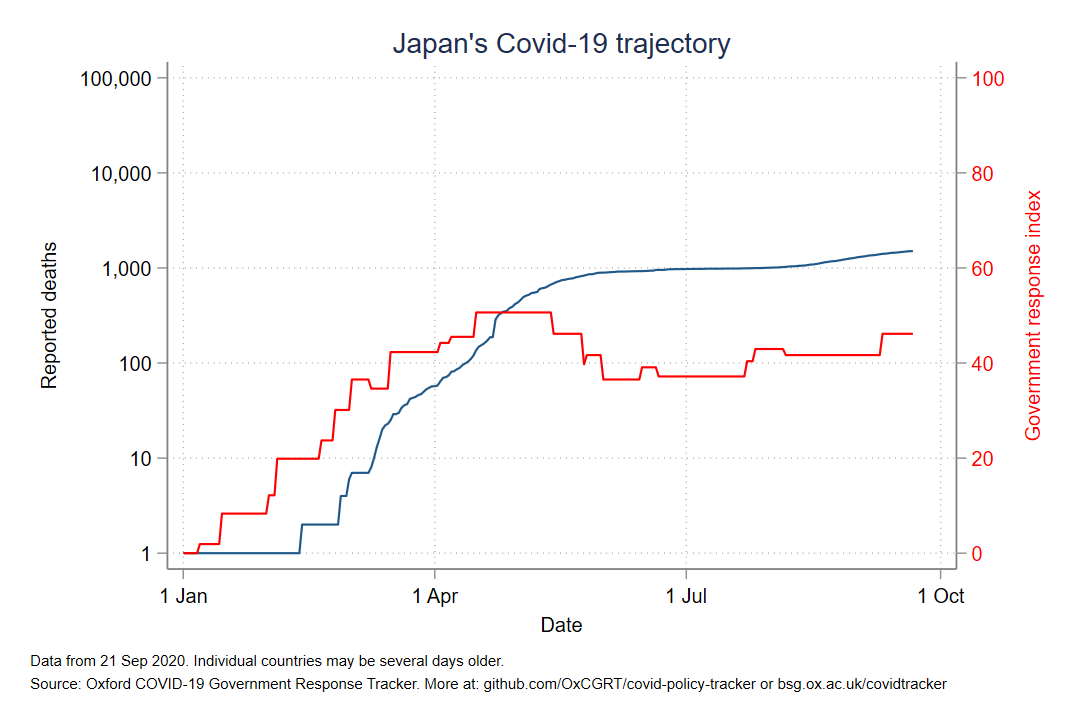 Japan's Covid-19 trajectory
100,000
10,000
1,000
100
10
1
Reported deaths
100
80
60
40
20
0
Government response index
1 Jan
1 Apr
1 Jul
1 Oct
Date
Data from 21 Sep 2020. Individual countries may be several days older.
Source: Oxford COVID-19 Government Response Tracker. More at: github.com/OxCGRT/covid-policy-tracker or bsg.ox.ac.uk/covidtracker